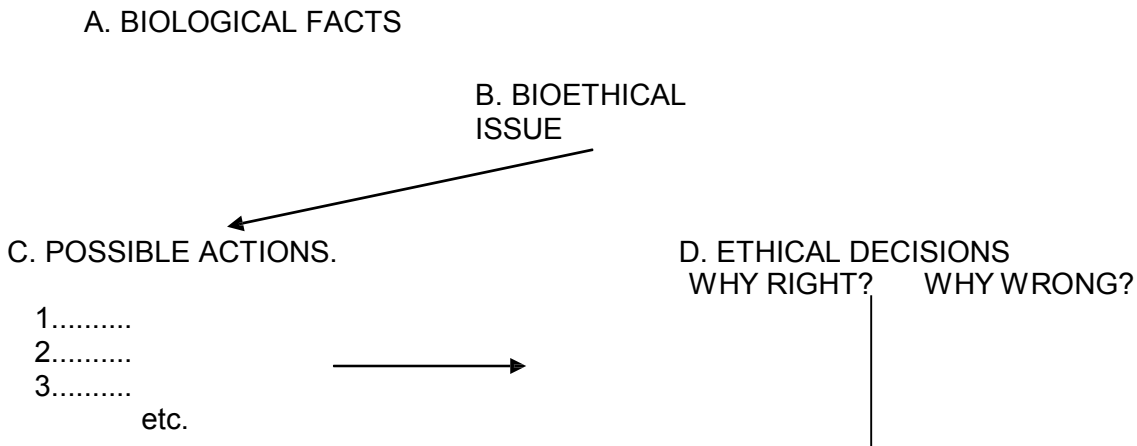 A. BIOLOGICAL FACTS
B. BIOETHICAL
ISSUE
C. POSSIBLE ACTIONS.
1..........
2..........
3..........
etc.
D. ETHICAL DECISIONS
WHY RIGHT? WHY WRONG?